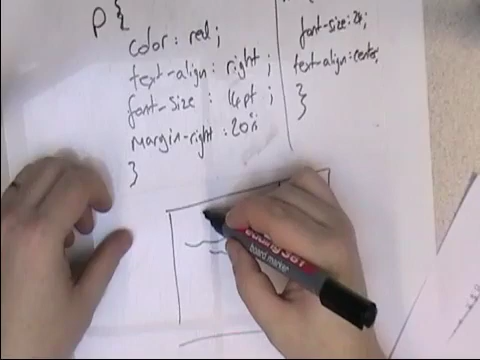 p {
color: red;
text-align: right;
font-size: 14pt;
margin-right: 20%
}
font-size:
text-align: center;
}
}
edding 361
board marker